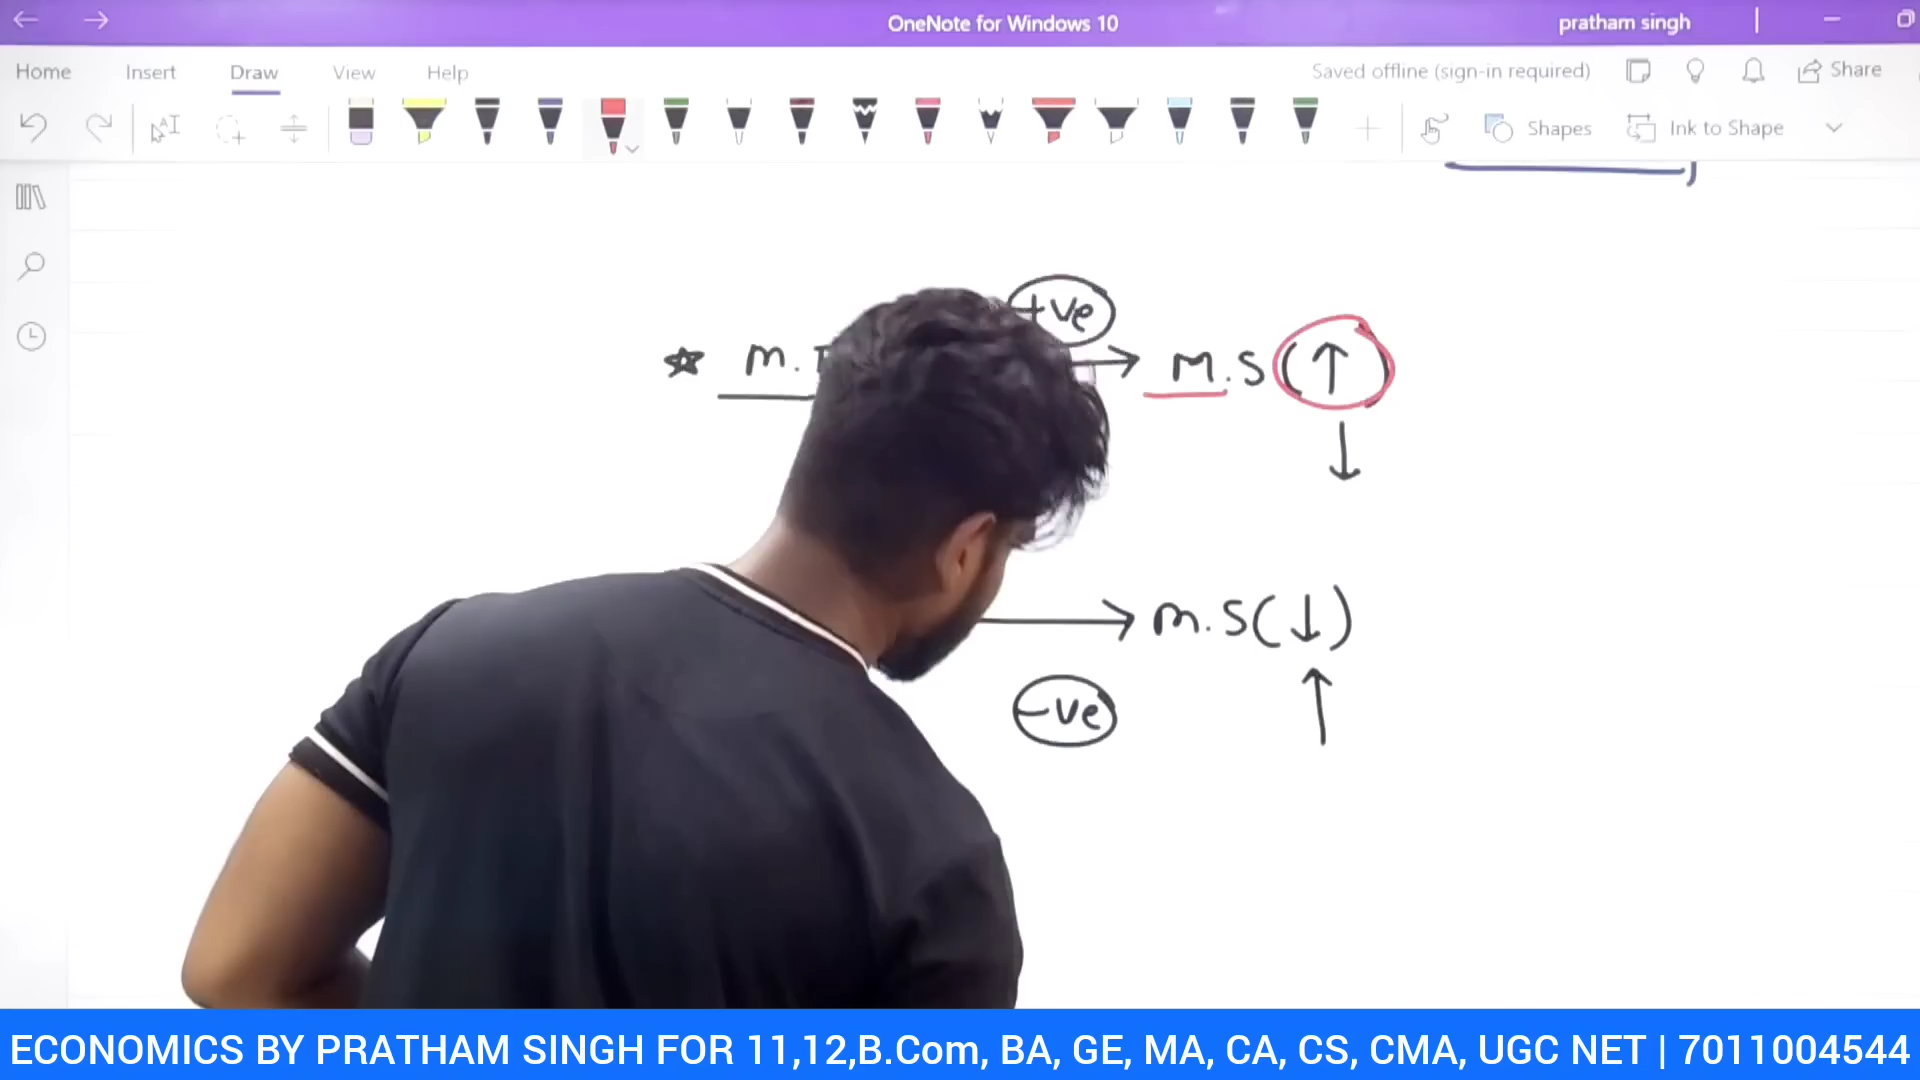 OneNote for Windows 10
pratham singh
Home Insert Draw View Help
Saved offline (sign-in required) Share
Shapes Ink to Shape
+ve
m. → M.S (↑)
↓
→ m.S(↓)
-ve ↑
ECONOMICS BY PRATHAM SINGH FOR 11,12,B.Com, BA, GE, MA, CA, CS, CMA, UGC NET | 7011004544